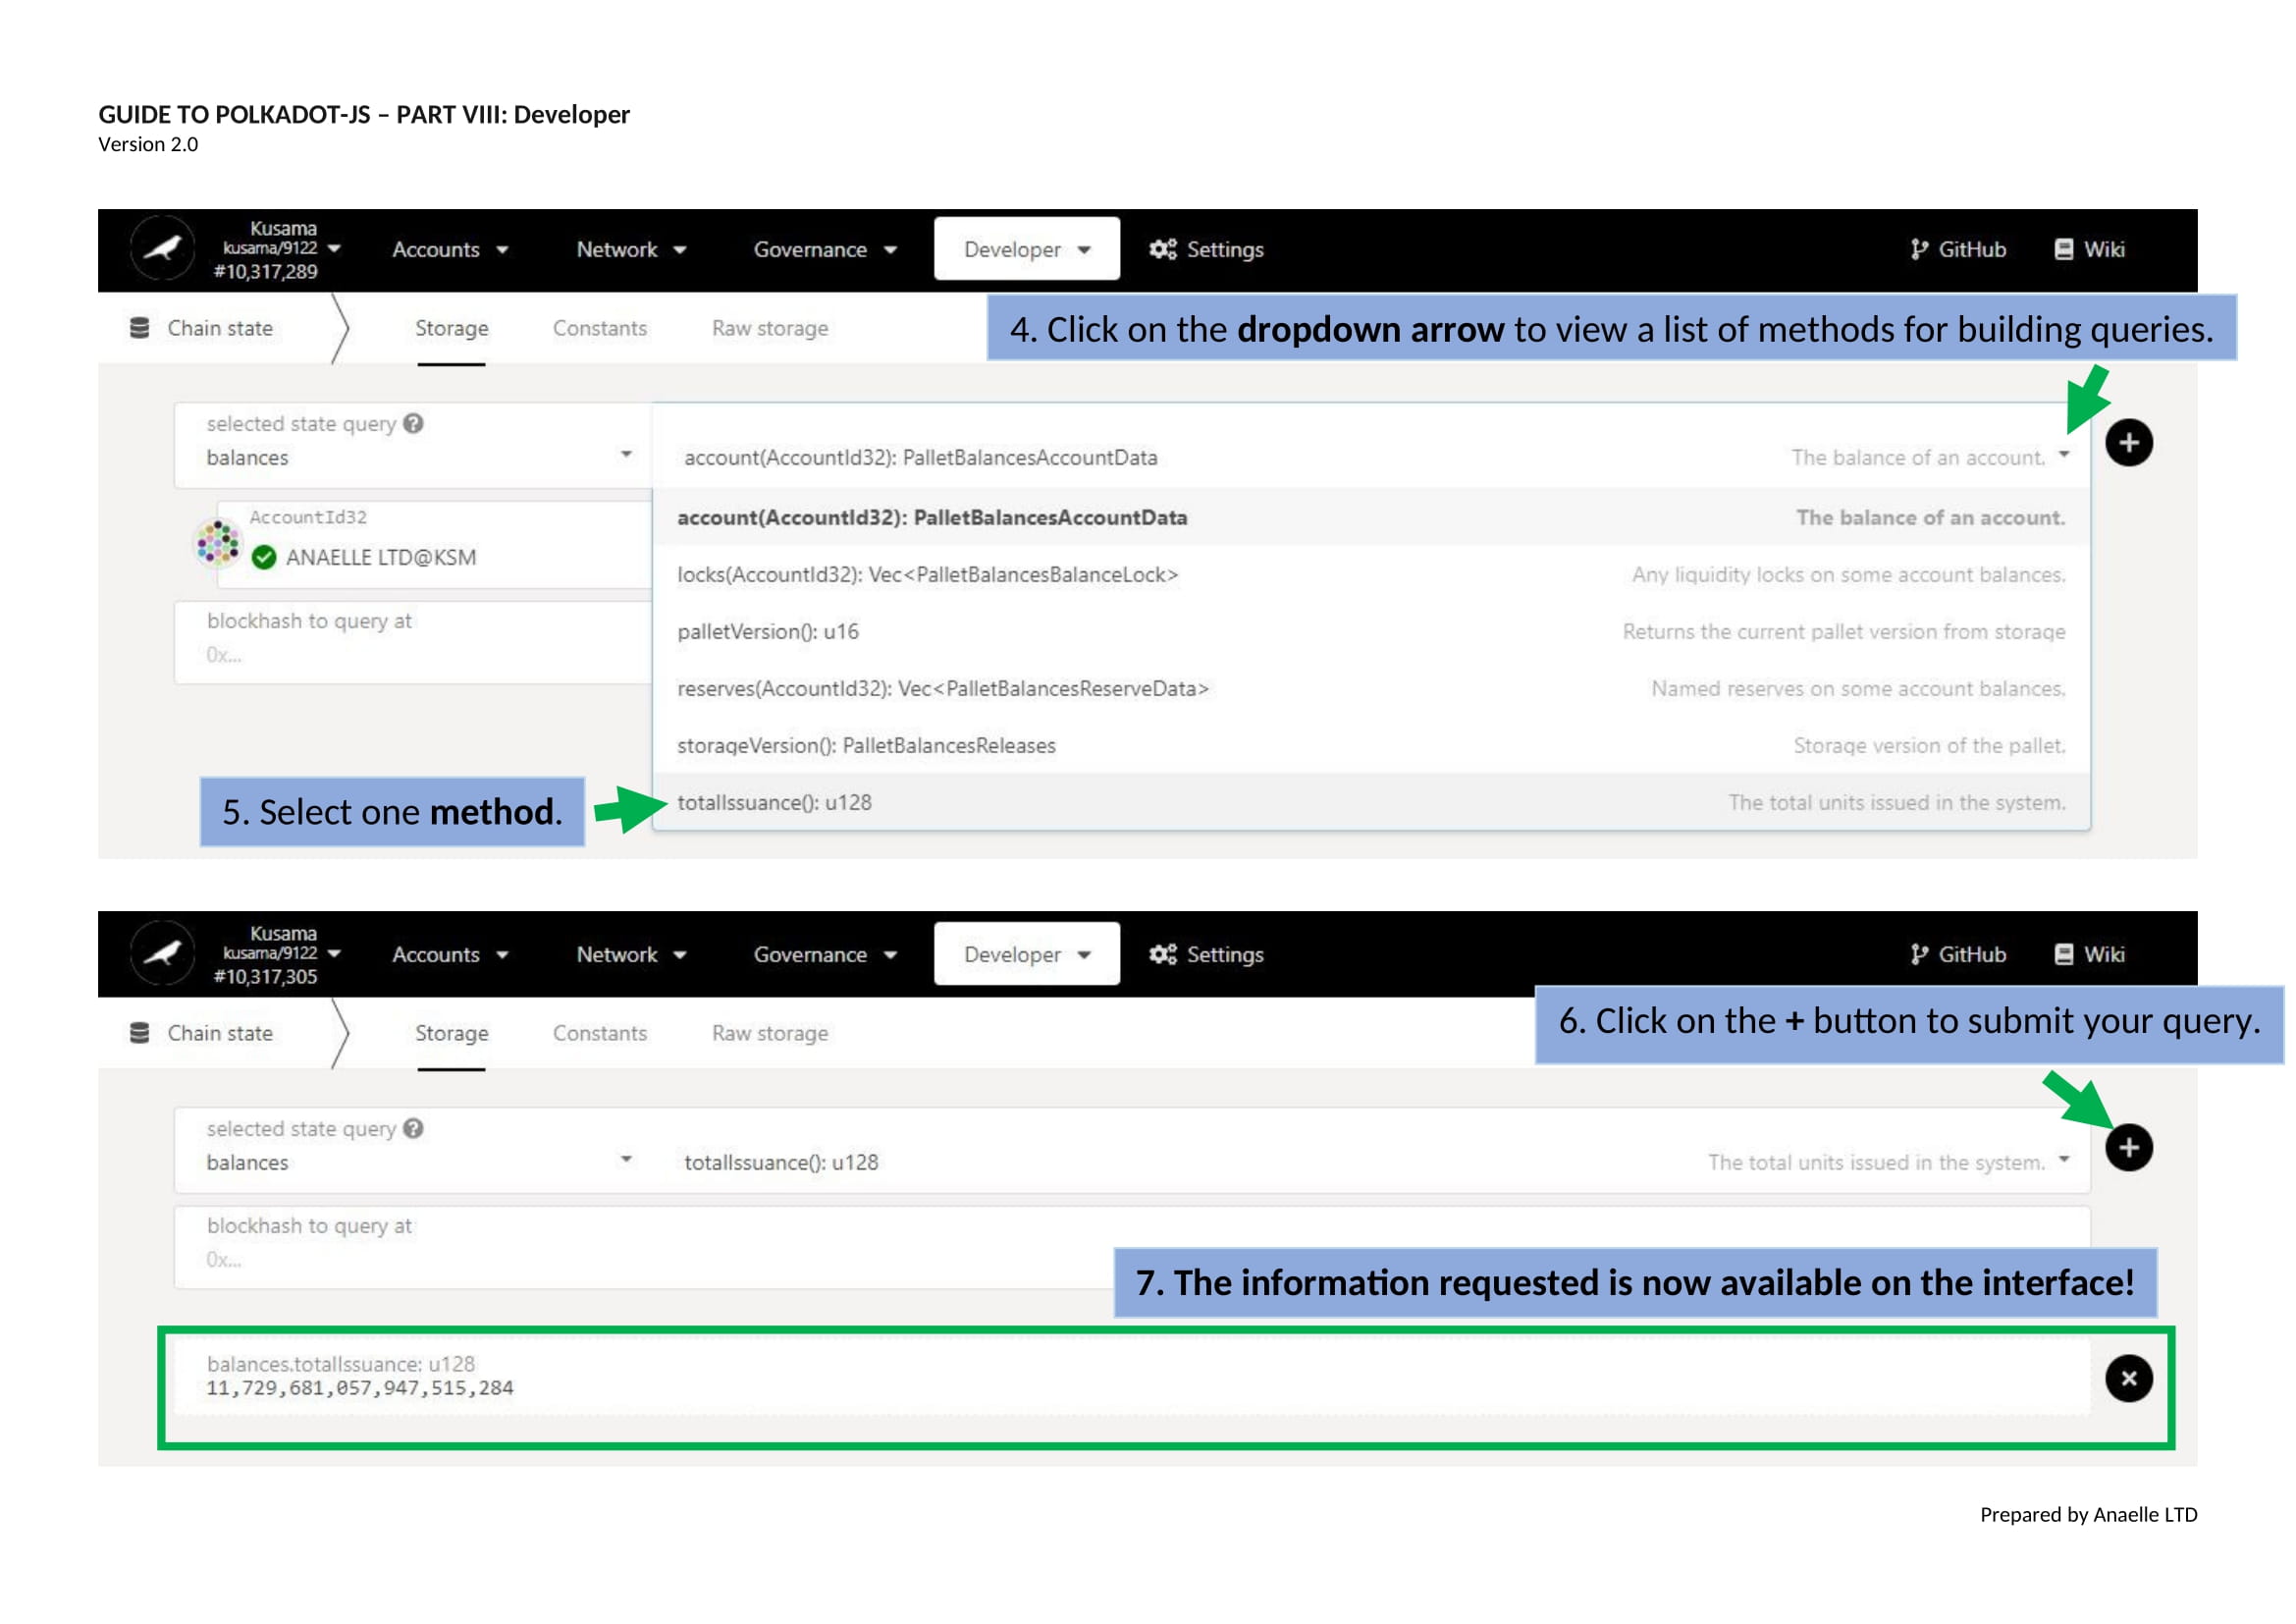 GUIDE TO POLKADOT-JS – PART VIII: Developer
Version 2.0
Kusama
kusama/9122
#10,317,289
Accounts
Network
Governance
Developer
Settings
GitHub
Wiki
Chain state
Storage
Constants
Raw storage
4. Click on the dropdown arrow to view a list of methods for building queries.
selected state query
balances
account(AccountId32): PalletBalancesAccountData
The balance of an account.
AccountId32
ANAELLE LTD@KSM
blockhash to query at
0x...
account(AccountId32): PalletBalancesAccountData
The balance of an account.
locks(AccountId32): Vec<PalletBalancesBalanceLock>
Any liquidity locks on some account balances.
palletVersion(): u16
Returns the current pallet version from storage
reserves(AccountId32): Vec<PalletBalancesReserveData>
Named reserves on some account balances.
storageVersion(): PalletBalancesReleases
Storage version of the pallet.
totalIssuance(): u128
The total units issued in the system.
5. Select one method.
Kusama
kusama/9122
#10,317,305
Accounts
Network
Governance
Developer
Settings
GitHub
Wiki
Chain state
Storage
Constants
Raw storage
6. Click on the + button to submit your query.
selected state query
balances
totalIssuance(): u128
The total units issued in the system.
blockhash to query at
0x...
7. The information requested is now available on the interface!
balances.totalIssuance: u128
11,729,681,057,947,515,284
Prepared by Anaelle LTD